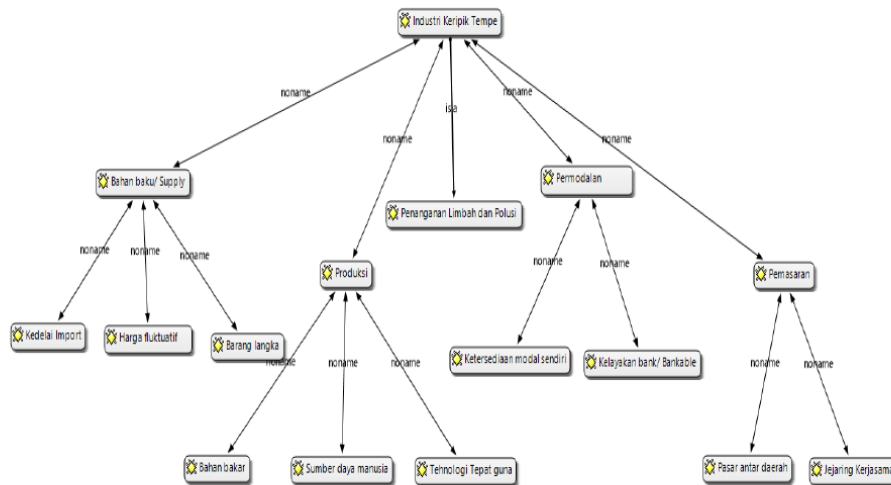 Industri Keripik Tempe
noname
isa
noname
noname
noname
Bahan baku/ Supply
Permodalan
Penanganan Limbah dan Polusi
noname
noname
noname
noname
noname
Produksi
Pemasaran
Kedelai Import
Harga fluktuatif
Barang langka
noname
noname
noname
Ketersediaan modal sendiri
Kelayakan bank/ Bankable
noname
noname
Bahan bakar
Sumber daya manusia
Tehnologi Tepat guna
Pasar antar daerah
Jejaring Kerjasama